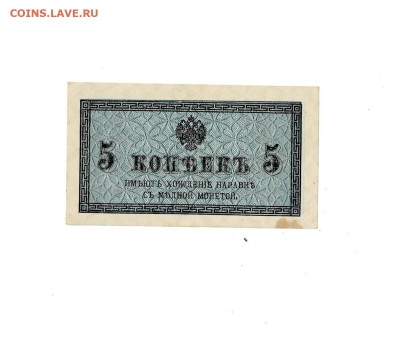 COINS.LAVE.RU
5 КОПѢЕКЪ 5
ИМѢЮТЪ ХОЖДЕНІЕ НАРАВНѢ
СЪ МѢДНОЙ МОНЕТОЙ.